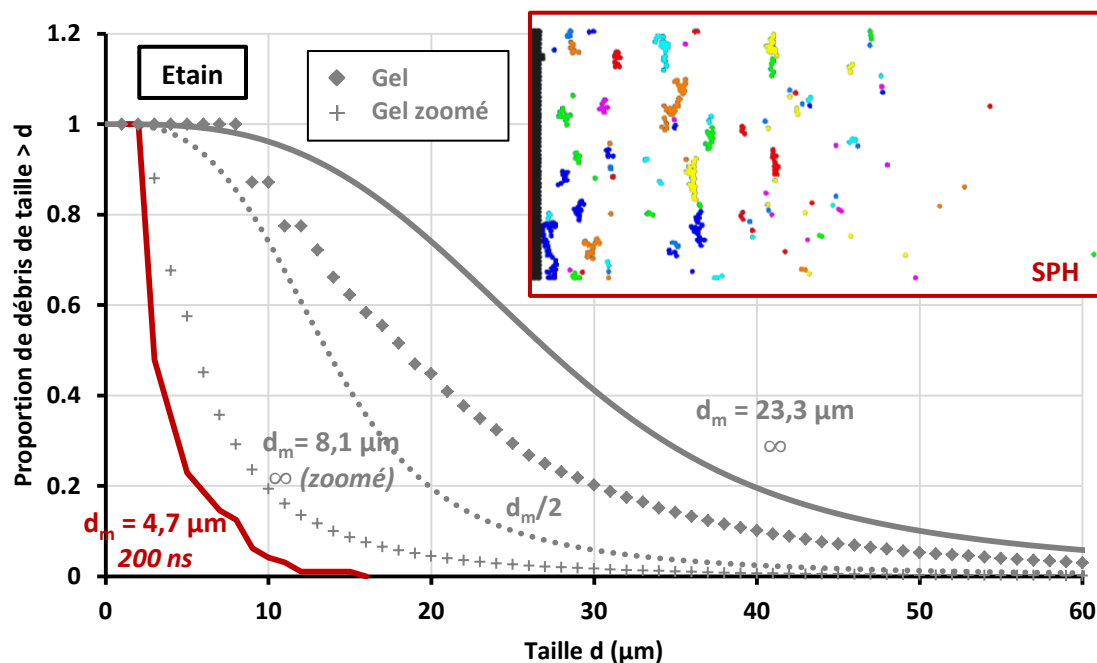 1.2
1
0.8
0.6
0.4
0.2
0
Proportion de débris de taille > d
Etain
Gel
Gel zoomé
SPH
d_m = 23,3 µm
∞
d_m = 8,1 µm
∞ (zoomé)
d_m/2
d_m = 4,7 µm
200 ns
0 10 20 30 40 50 60
Taille d (µm)